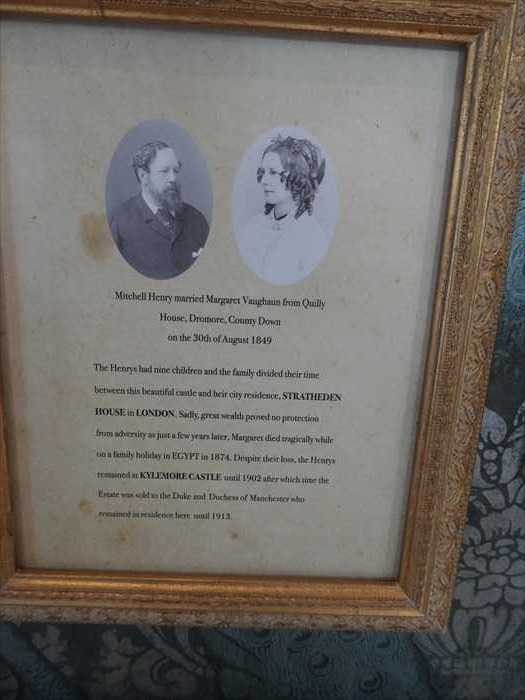 Mitchell Henry married Margaret Vaughaun from Quilly
House, Dromore, County Down
on the 30th of August 1849
The Henrys had nine children and the family divided their time
between this beautiful castle and heir city residence, STRATHEDEN
HOUSE in LONDON. Sadly, great wealth proved no protection
from adversity as just a few years later, Margaret died tragically while
on a family holiday in EGYPT in 1874. Despite their loss, the Henrys
remained at KYLEMORE CASTLE until 1902 after which time the
Estate was sold to the Duke and Duchess of Manchester who
remained in residence here until 1913.